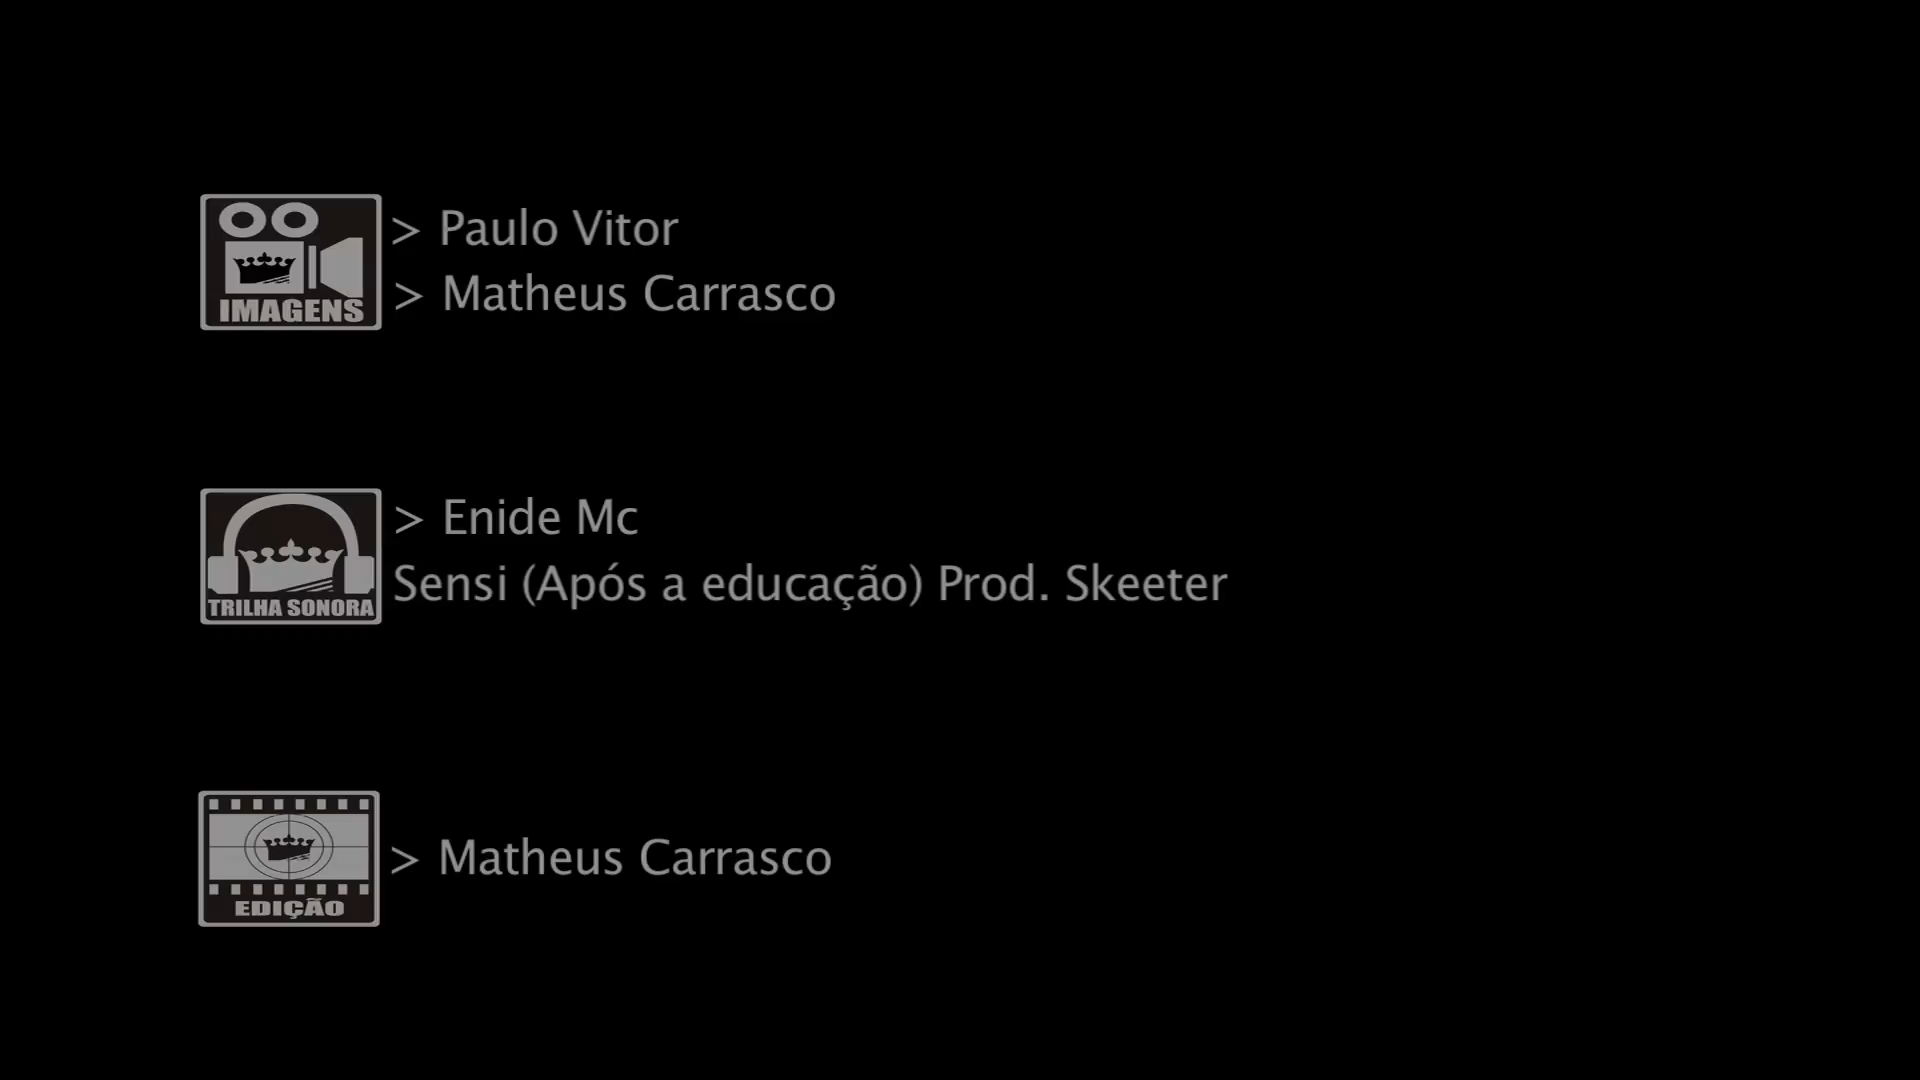 > Paulo Vitor
> Matheus Carrasco
IMAGENS
> Enide Mc
Sensi (Após a educação) Prod. Skeeter
TRILHA SONORA
> Matheus Carrasco
EDIÇÃO